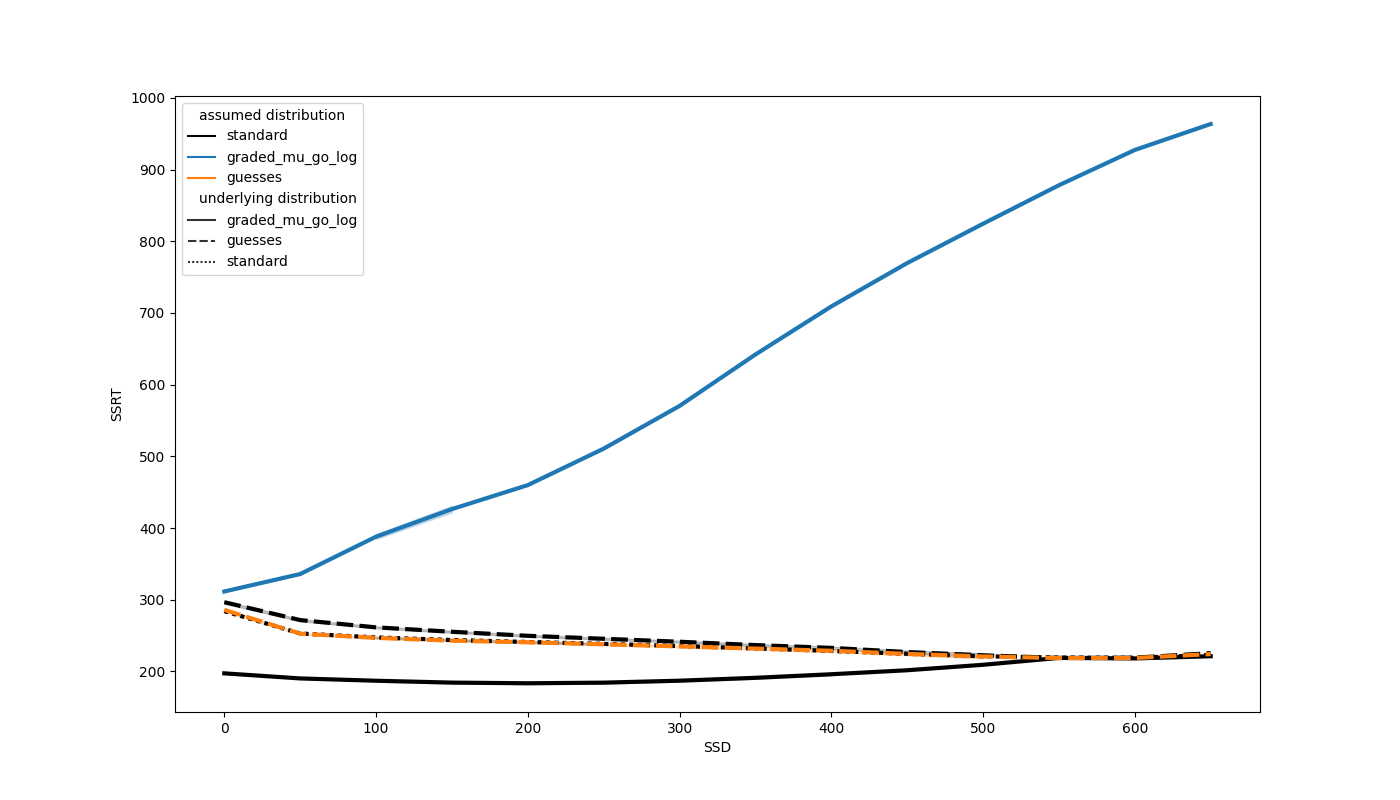 assumed distribution
standard
graded_mu_go_log
guesses
underlying distribution
graded_mu_go_log
guesses
standard
1000
900
800
700
600
500
400
300
200
SSRT
0 100 200 300 400 500 600
SSD